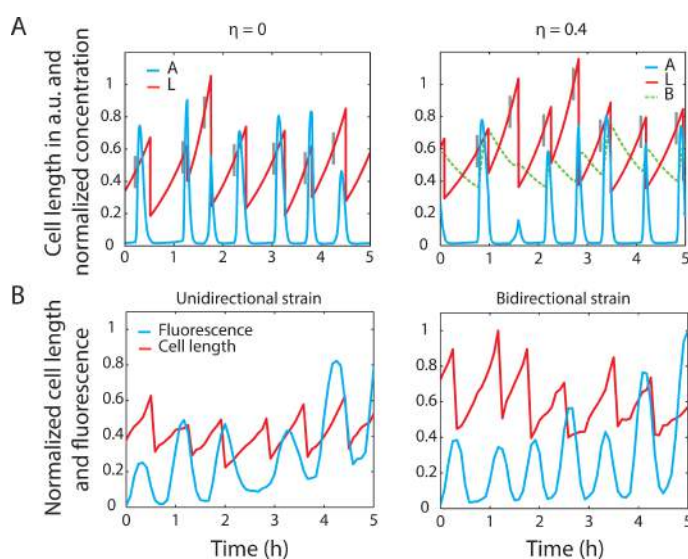 A
η = 0
η = 0.4
Cell length in a.u. and
normalized concentration
A
L
A
L
B
1
0.8
0.6
0.4
0.2
0
1
0.8
0.6
0.4
0.2
0
0 1 2 3 4 5
0 1 2 3 4 5
B
Unidirectional strain
Bidirectional strain
Normalized cell length
and fluorescence
Fluorescence
Cell length
1
0.8
0.6
0.4
0.2
0
1
0.8
0.6
0.4
0.2
0
0 1 2 3 4 5
0 1 2 3 4 5
Time (h)
Time (h)